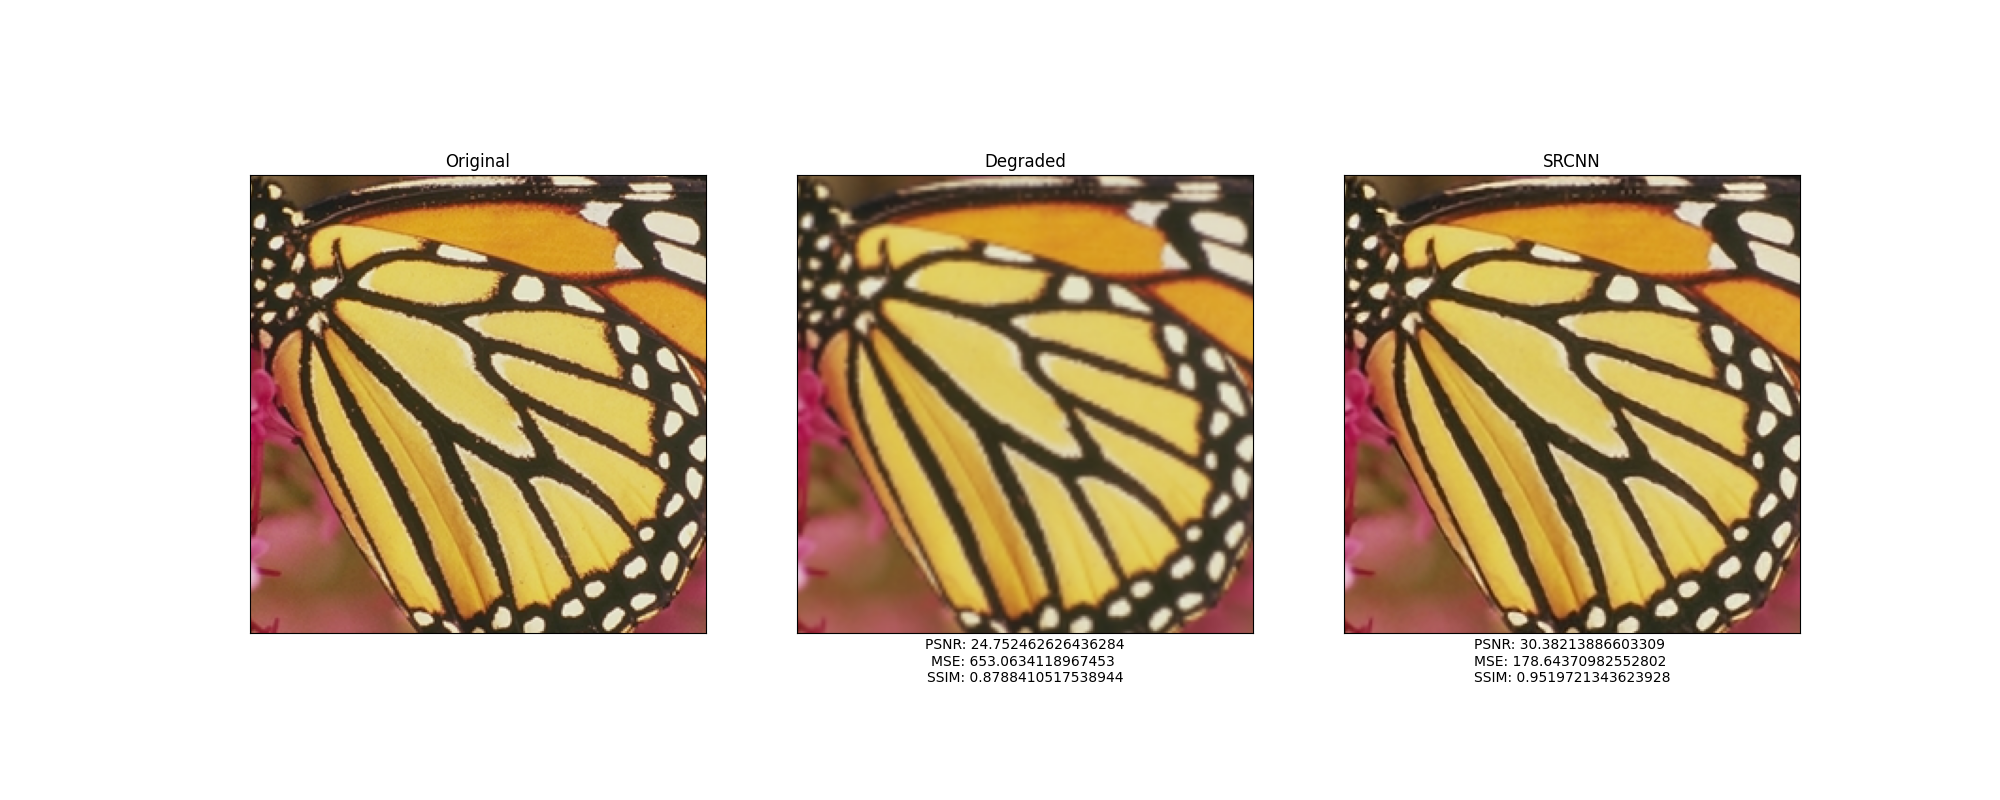 Original
Degraded
SRCNN
PSNR: 24.752462626436284
MSE: 653.0634118967453
SSIM: 0.8788410517538944
PSNR: 30.38213886603309
MSE: 178.64370982552802
SSIM: 0.9519721343623928